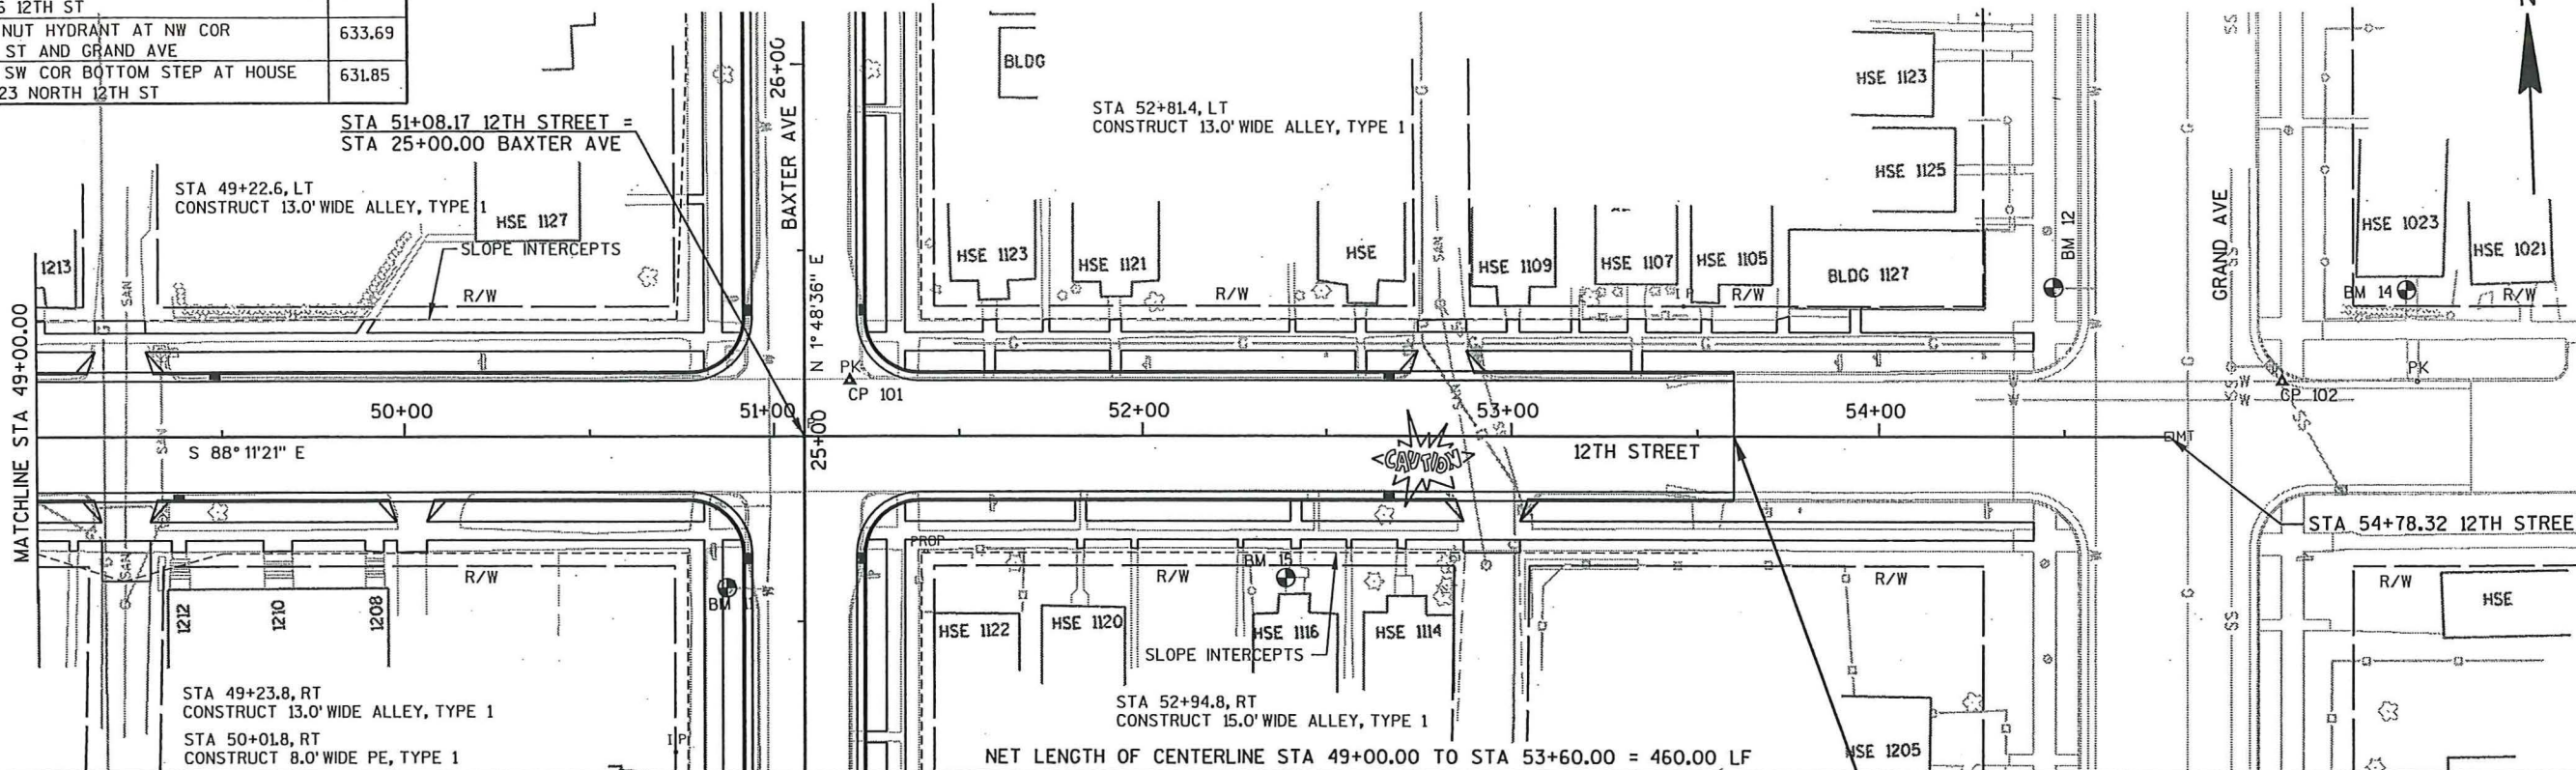 12TH ST
NUT HYDRANT AT NW COR
ST AND GRAND AVE
633.69
SW COR BOTTOM STEP AT HOUSE
23 NORTH 12TH ST
631.85
N
STA 51+08.17 12TH STREET =
STA 25+00.00 BAXTER AVE
STA 49+22.6, LT
CONSTRUCT 13.0' WIDE ALLEY, TYPE 1
HSE 1127
SLOPE INTERCEPTS
1213
SAN
R/W
MATCHLINE STA 49+00.00
BAXTER AVE
26+00
N 1° 48'36" E
BLDG
STA 52+81.4, LT
CONSTRUCT 13.0' WIDE ALLEY, TYPE 1
G
HSE 1123
HSE 1121
R/W
HSE
SAN
HSE 1109
HSE 1107
HSE 1105
I P
R/W
BLDG 1127
HSE 1123
HSE 1125
BM 12
W
SS
G
GRAND AVE
HSE 1023
HSE 1021
BM 14
R/W
G G G G G
PK
CP 101
PK
CP 102
50+00
51+00
52+00
53+00
54+00
25+00
S 88° 11'21" E
CAUTION
12TH STREET
MT
SAN
SS
STA 54+78.32 12TH STREE
SAN
R/W
1212
1210
1208
BM
PROP
R/W
BM 15
HSE 1122
HSE 1120
HSE 1116
HSE 1114
SLOPE INTERCEPTS
R/W
R/W
HSE
SS
STA 49+23.8, RT
CONSTRUCT 13.0' WIDE ALLEY, TYPE 1
STA 50+01.8, RT
CONSTRUCT 8.0' WIDE PE, TYPE 1
I P
STA 52+94.8, RT
CONSTRUCT 15.0' WIDE ALLEY, TYPE 1
NET LENGTH OF CENTERLINE STA 49+00.00 TO STA 53+60.00 = 460.00 LF
HSE 1205